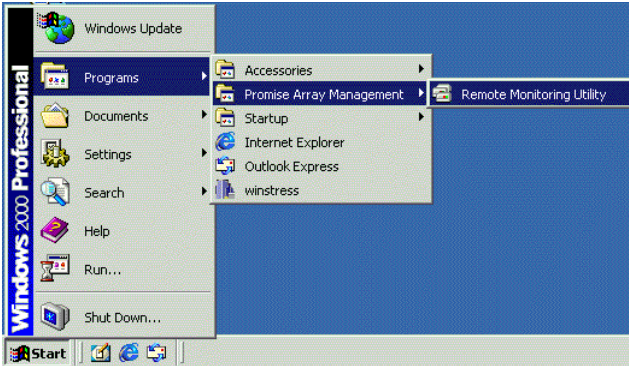 Windows 2000 Professional
Windows Update
Programs
Documents
Settings
Search
Help
Run...
Shut Down...
Accessories
Promise Array Management
Startup
Internet Explorer
Outlook Express
winstress
Remote Monitoring Utility
Start